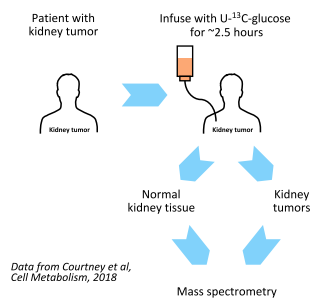 Patient with
kidney tumor
Infuse with U-¹³C-glucose
for ~2.5 hours
Kidney tumor
Kidney tumor
Normal
kidney tissue
Kidney
tumors
Data from Courtney et al,
Cell Metabolism, 2018
Mass spectrometry